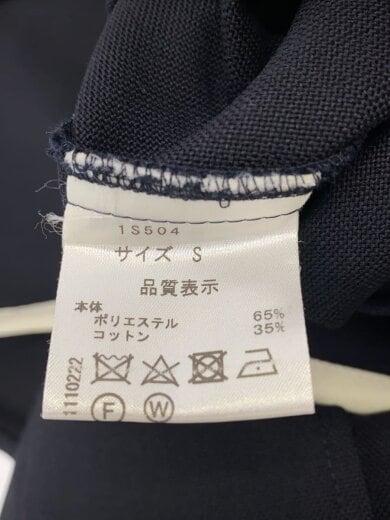 1S504
サイズ S
品質表示
本体
ポリエステル 65%
コットン 35%
1110222
F W